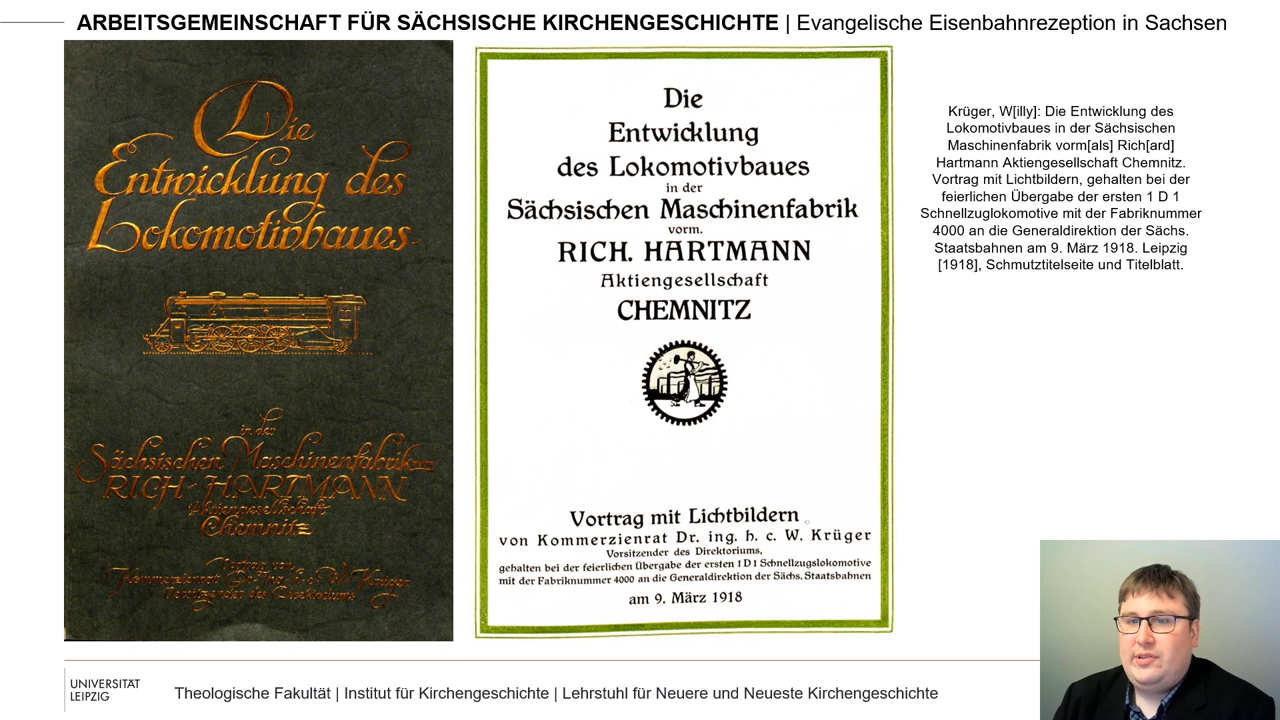 ARBEITSGEMEINSCHAFT FÜR SÄCHSISCHE KIRCHENGESCHICHTE | Evangelische Eisenbahnrezeption in Sachsen
Die
Entwicklung des
Lokomotivbaues
in der
Sächsischen Maschinenfabrik vorm.
RICH. HARTMANN
Aktiengesellschaft
Chemnitz
Vortrag von
Kommerzienrat Dr. Ing. h. c. W. Krüger
Vorsitzender des Direktoriums
Die
Entwicklung
des Lokomotivbaues
in der
Sächsischen Maschinenfabrik
vorm.
RICH. HARTMANN
Aktiengesellschaft
CHEMNITZ
Vortrag mit Lichtbildern
von Kommerzienrat Dr. ing. h. c. W. Krüger
Vorsitzender des Direktoriums,
gehalten bei der feierlichen Übergabe der ersten 1 D 1 Schnellzugslokomotive
mit der Fabriknummer 4000 an die Generaldirektion der Sächs. Staatsbahnen
am 9. März 1918
Krüger, W[illy]: Die Entwicklung des
Lokomotivbaues in der Sächsischen
Maschinenfabrik vorm[als] Rich[ard]
Hartmann Aktiengesellschaft Chemnitz.
Vortrag mit Lichtbildern, gehalten bei der
feierlichen Übergabe der ersten 1 D 1
Schnellzuglokomotive mit der Fabriknummer
4000 an die Generaldirektion der Sächs.
Staatsbahnen am 9. März 1918. Leipzig
[1918], Schmutztitelseite und Titelblatt.
UNIVERSITÄT
LEIPZIG
Theologische Fakultät | Institut für Kirchengeschichte | Lehrstuhl für Neuere und Neueste Kirchengeschichte